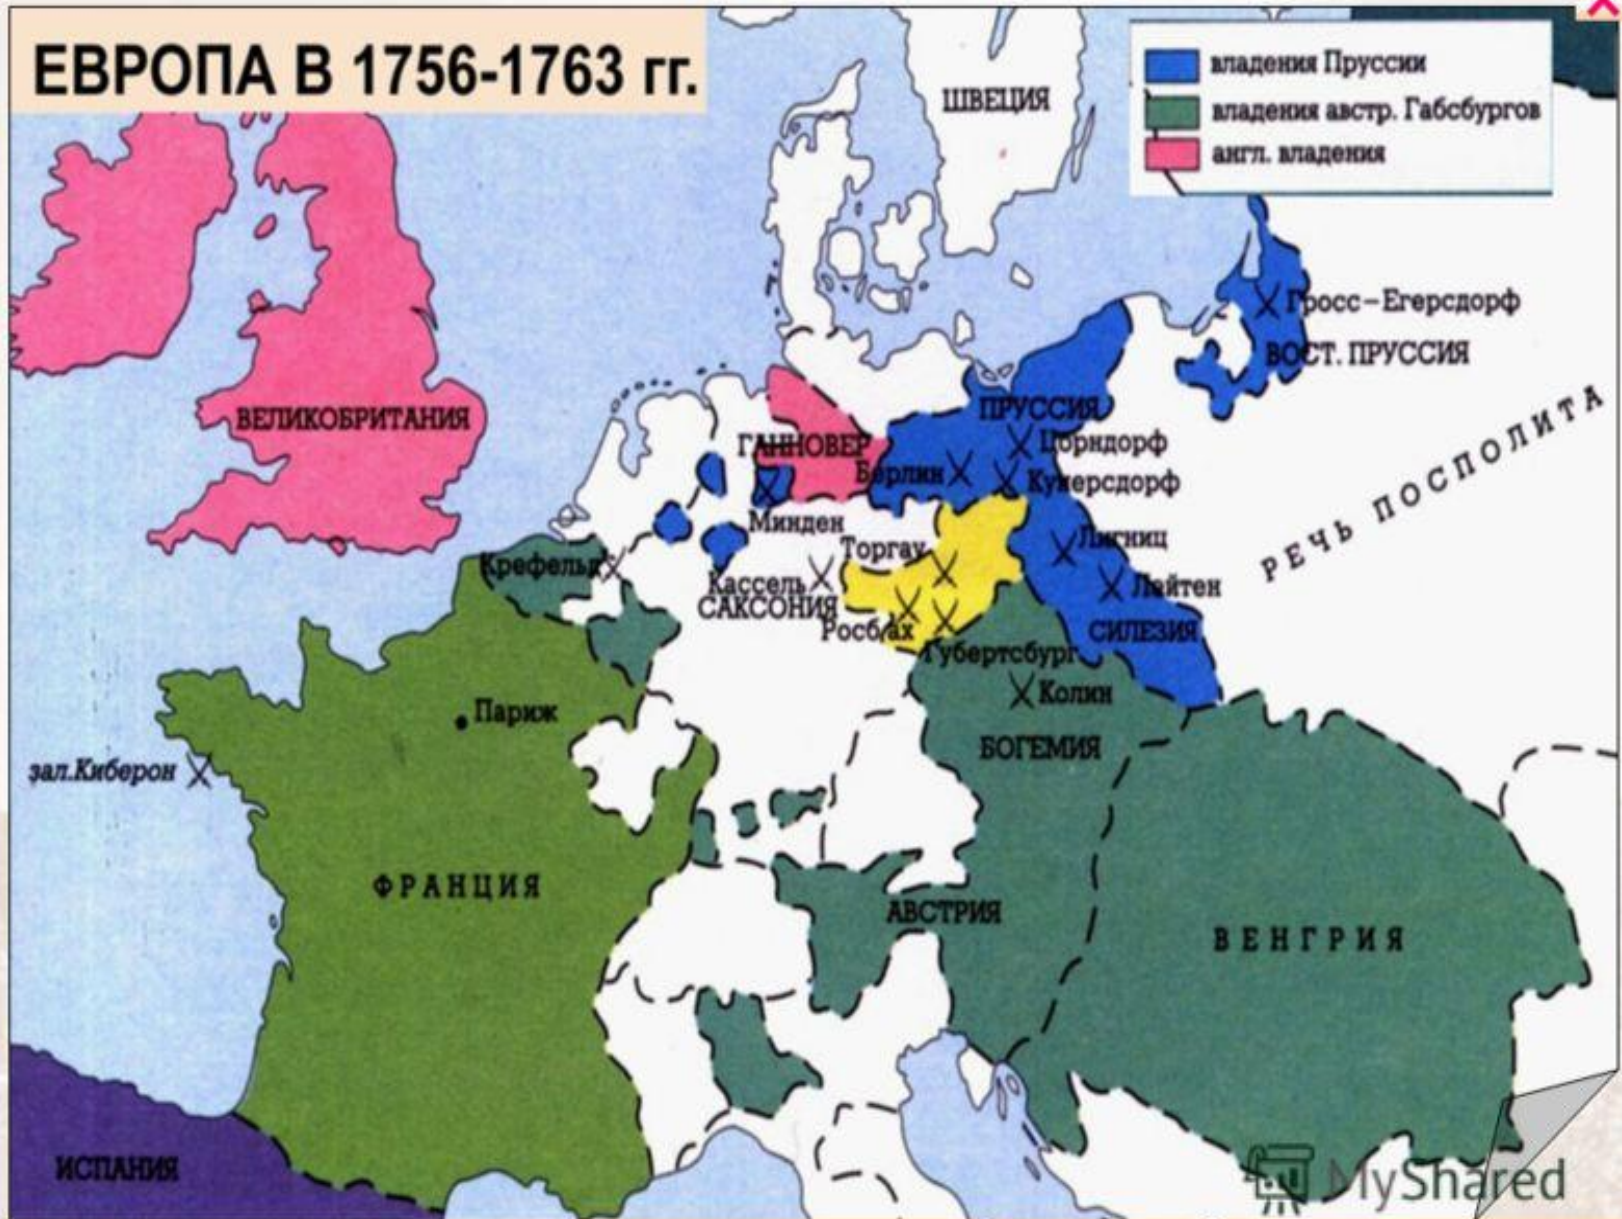 ЕВРОПА В 1756-1763 гг.
владения Пруссии
владения австр. Габсбургов
англ. владения
ШВЕЦИЯ
Гросс-Егерсдорф
ВОСТ. ПРУССИЯ
РЕЧЬ ПОСПОЛИТА
ВЕЛИКОБРИТАНИЯ
ГАННОВЕР
ПРУССИЯ
Цорндорф
Берлин
Кунерсдорф
Минден
Торгау
Лигниц
Крефельд
Кассель
Лейтен
САКСОНИЯ
Росбах
СИЛЕЗИЯ
Губертсбург
Колин
Париж
БОГЕМИЯ
зал.Киберон
ФРАНЦИЯ
АВСТРИЯ
ВЕНГРИЯ
ИСПАНИЯ
MyShared